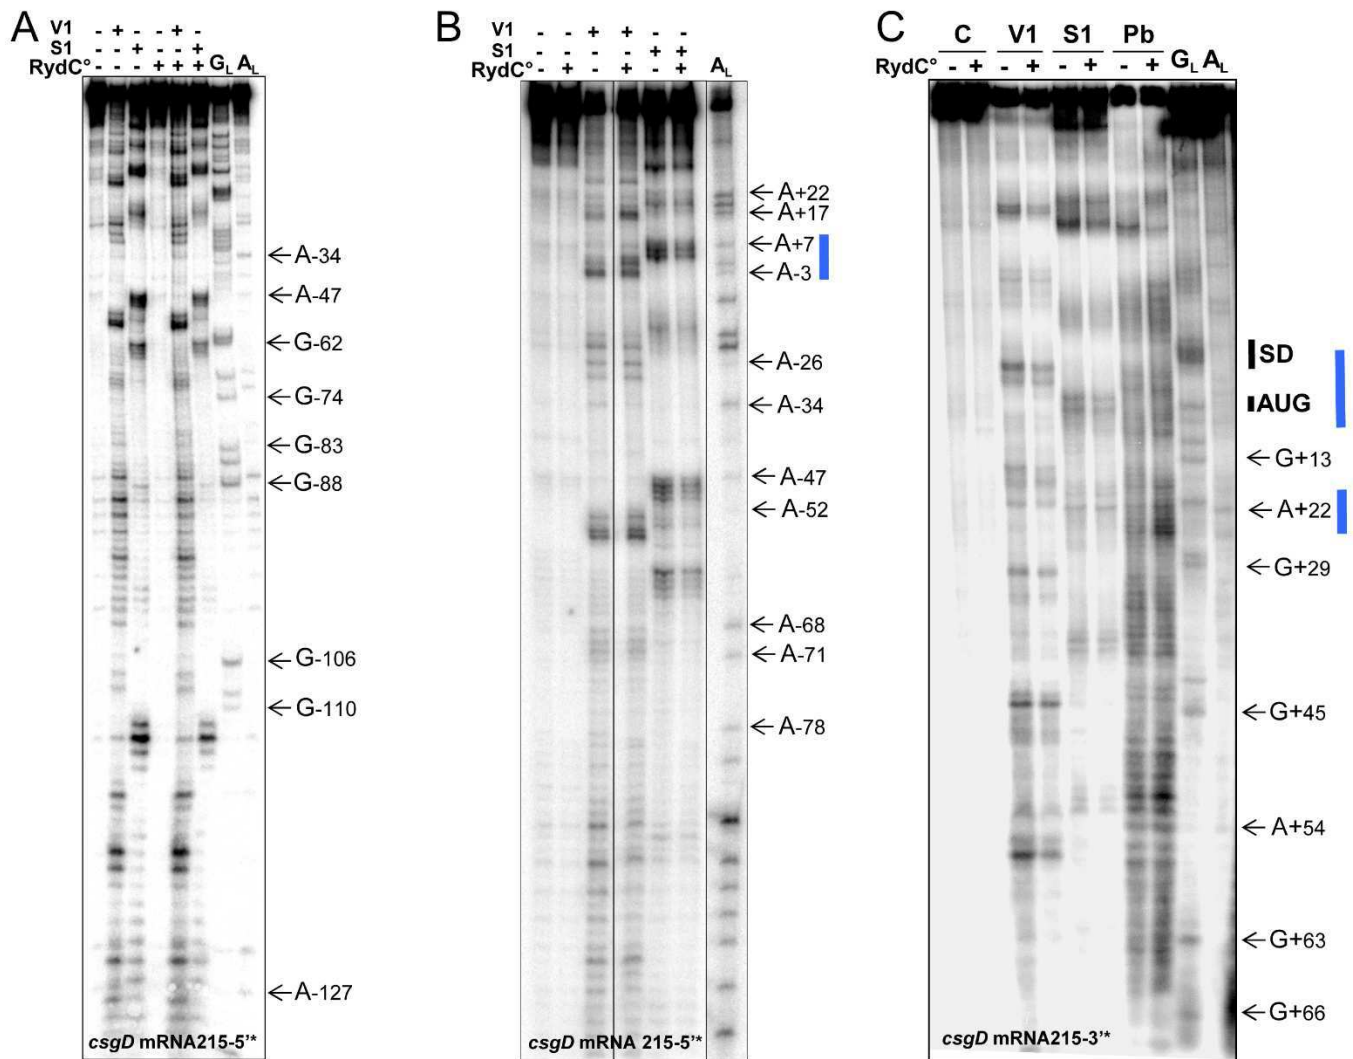 A
V1 - + - - + -
S1 - - + - - +
RydC° - - - + + + G_L A_L
A-34
A-47
G-62
G-74
G-83
G-88
G-106
G-110
A-127
csgD mRNA215-5'*
B
V1 - - + + - -
S1 - - - - + +
RydC° - + - + - + A_L
A+22
A+17
A+7
A-3
A-26
A-34
A-47
A-52
A-68
A-71
A-78
csgD mRNA 215-5'*
C
C V1 S1 Pb
RydC° - + - + - + - + G_L A_L
SD
AUG
G+13
A+22
G+29
G+45
A+54
G+63
G+66
csgD mRNA215-3'*